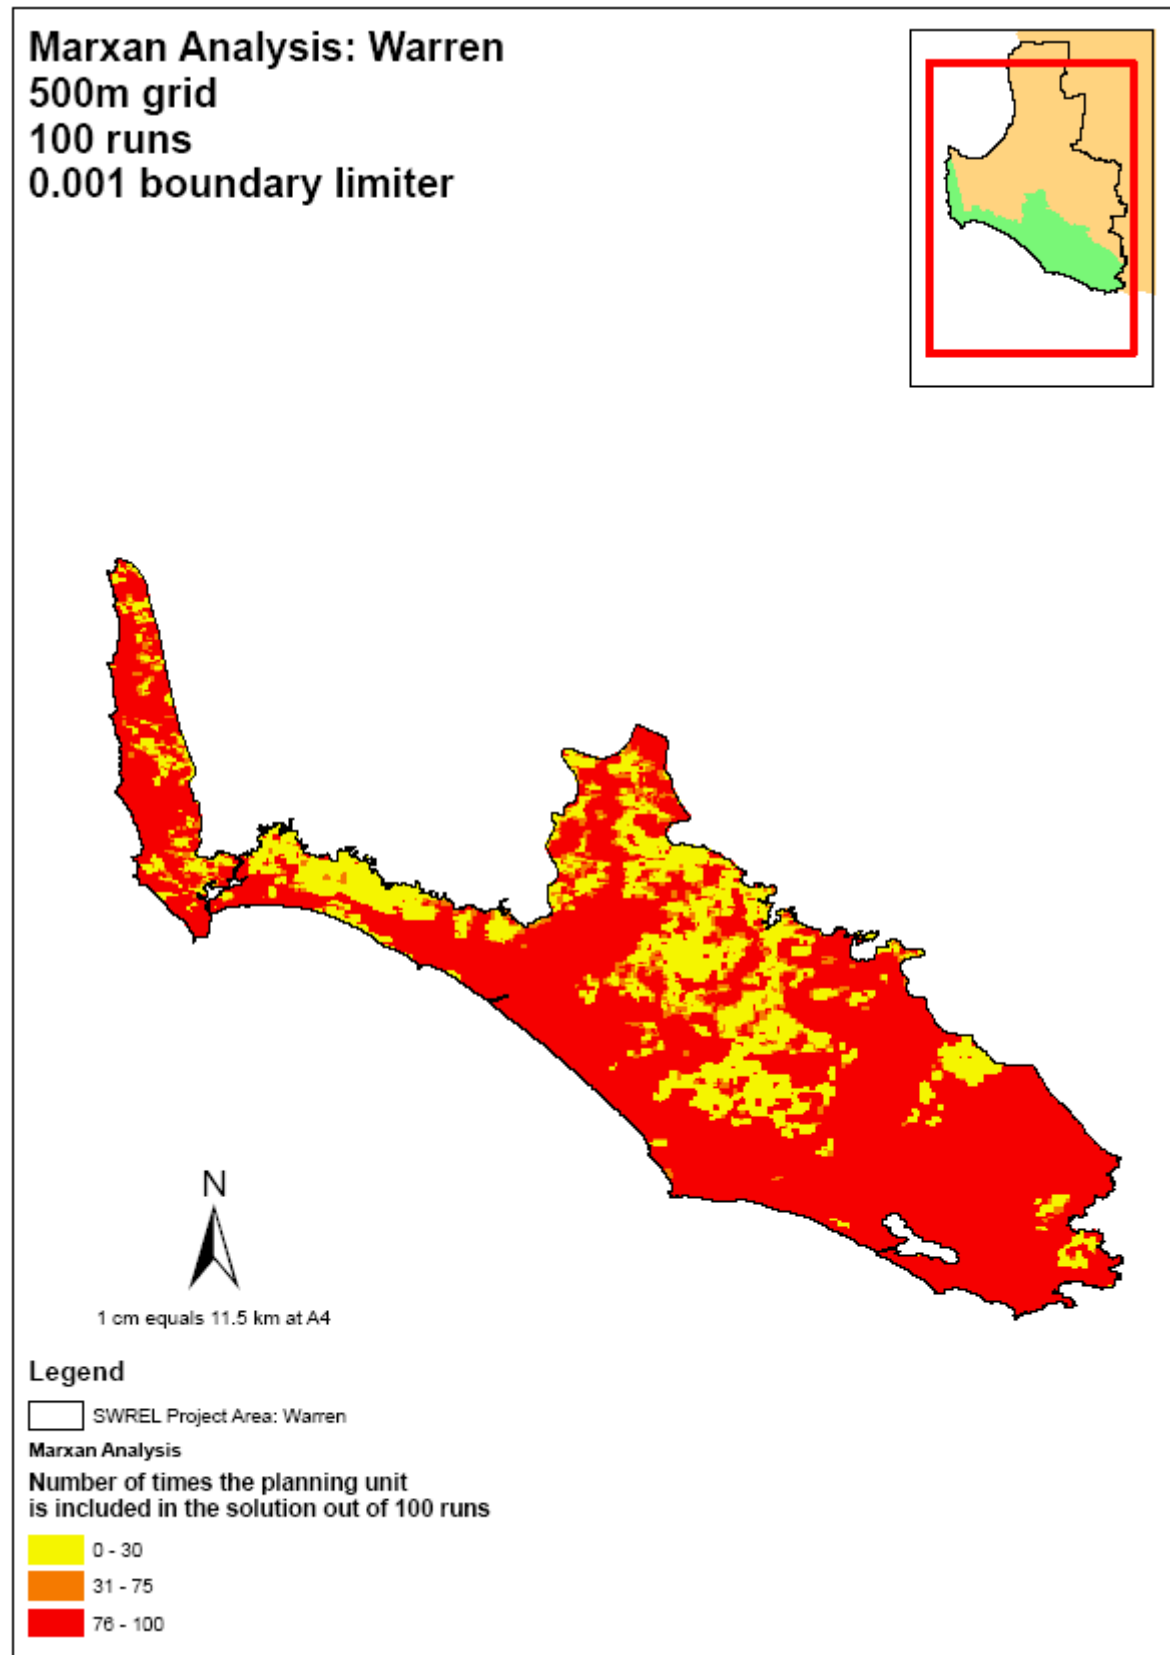 Marxan Analysis: Warren
500m grid
100 runs
0.001 boundary limiter
N
1 cm equals 11.5 km at A4
Legend
SWREL Project Area: Warren
Marxan Analysis
Number of times the planning unit
is included in the solution out of 100 runs
0 - 30
31 - 75
76 - 100